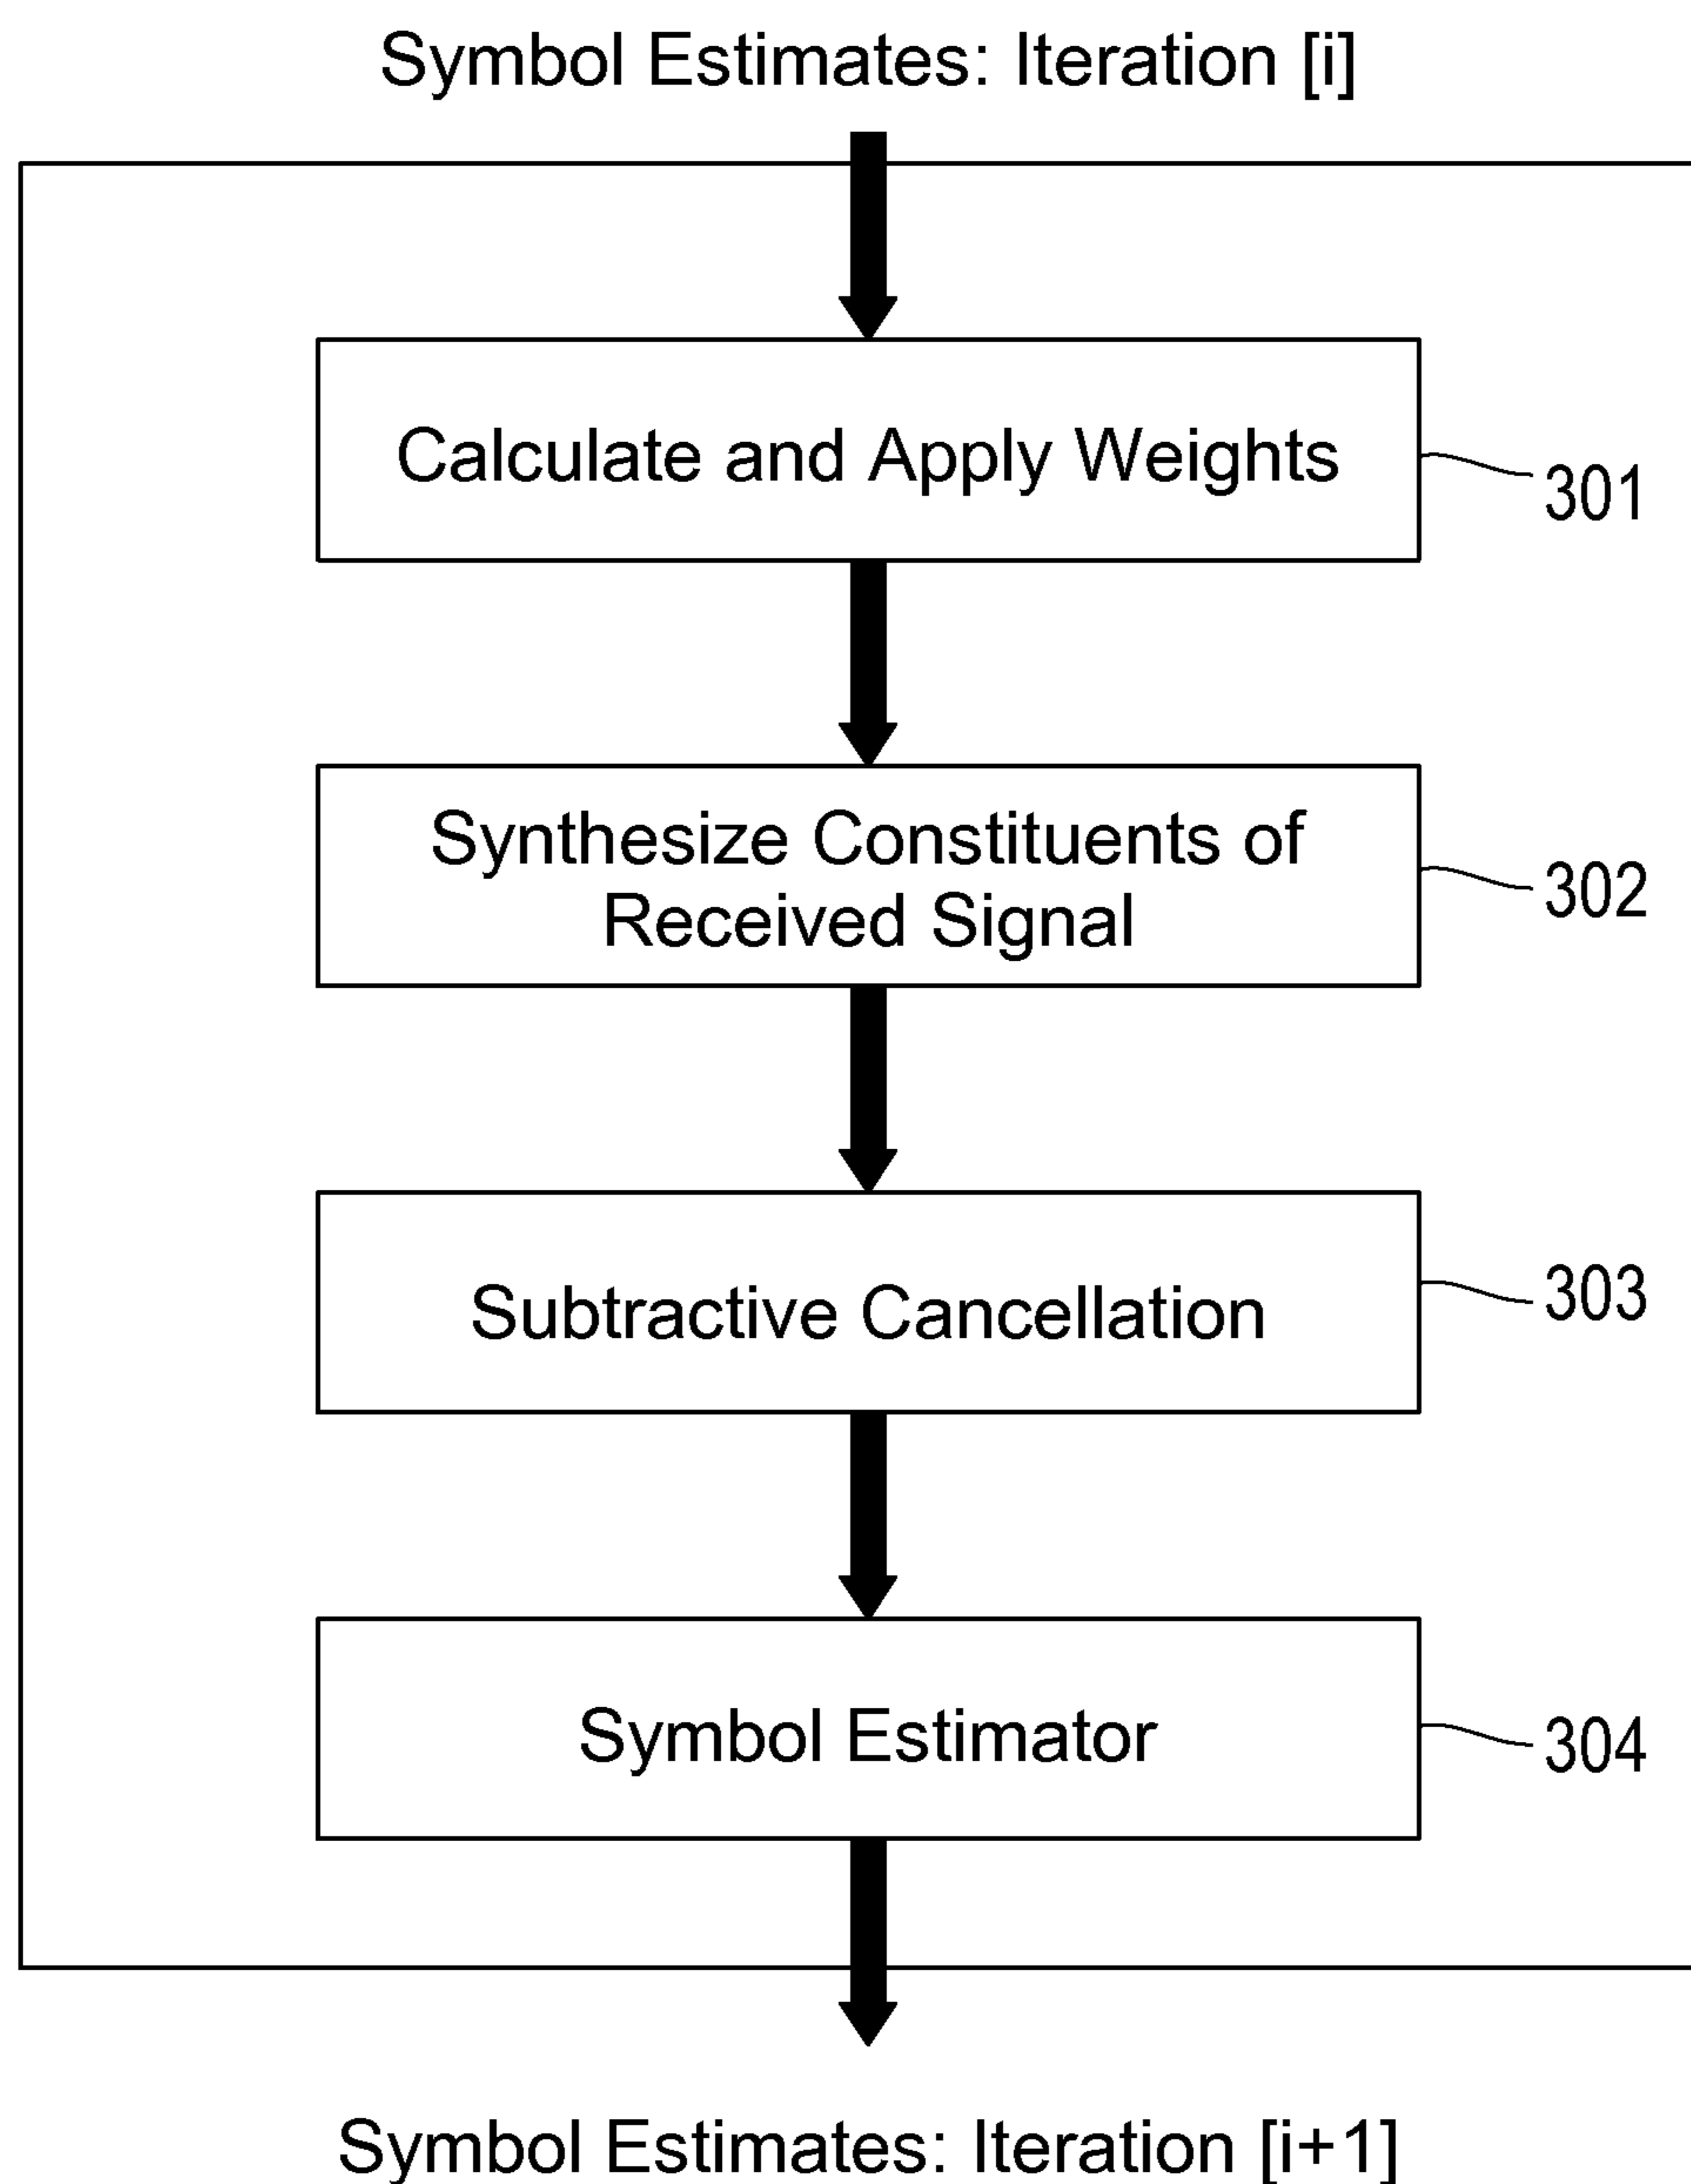 Symbol Estimates: Iteration [i]
Calculate and Apply Weights
301
Synthesize Constituents of
Received Signal
302
Subtractive Cancellation
303
Symbol Estimator
304
Symbol Estimates: Iteration [i+1]